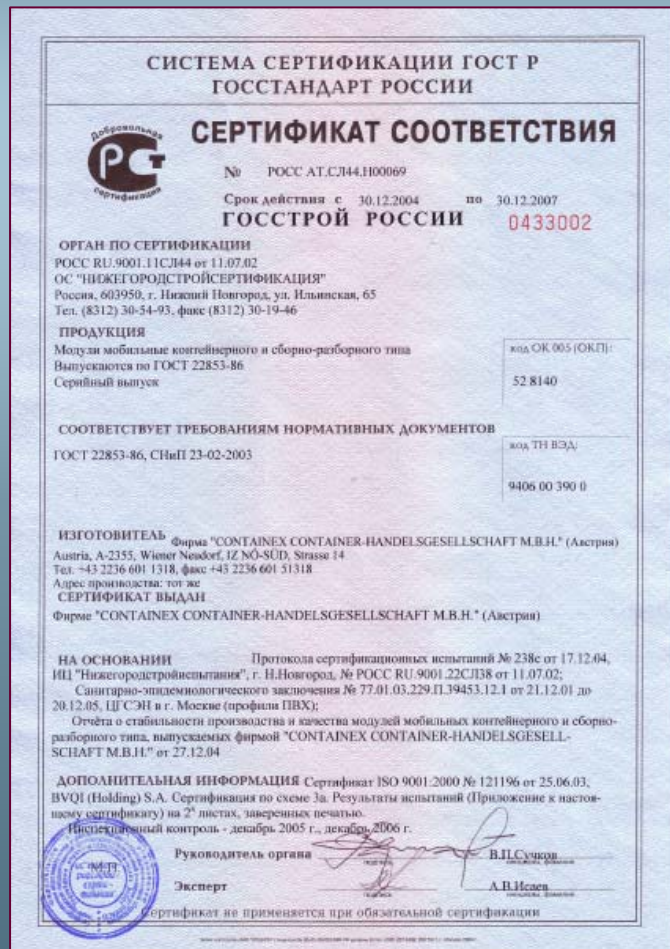 СИСТЕМА СЕРТИФИКАЦИИ ГОСТ Р
ГОССТАНДАРТ РОССИИ
Добровольная
РСТ
сертификация
СЕРТИФИКАТ СООТВЕТСТВИЯ
№ РОСС АТ.СЛ44.Н00069
Срок действия с 30.12.2004 по 30.12.2007
ГОССТРОЙ РОССИИ 0433002
ОРГАН ПО СЕРТИФИКАЦИИ
РОСС RU.9001.11СЛ44 от 11.07.02
ОС "НИЖЕГОРОДСТРОЙСЕРТИФИКАЦИЯ"
Россия, 603950, г. Нижний Новгород, ул. Ильинская, 65
Тел. (8312) 30-54-93, факс (8312) 30-19-46
ПРОДУКЦИЯ
Модули мобильные контейнерного и сборно-разборного типа
Выпускаются по ГОСТ 22853-86
Серийный выпуск
код ОК 005 (ОКП):
52 8140
СООТВЕТСТВУЕТ ТРЕБОВАНИЯМ НОРМАТИВНЫХ ДОКУМЕНТОВ
ГОСТ 22853-86, СНиП 23-02-2003
код ТН ВЭД:
9406 00 390 0
ИЗГОТОВИТЕЛЬ Фирма "CONTAINEX CONTAINER-HANDELSGESELLSCHAFT M.B.H." (Австрия)
Austria, A-2355, Wiener Neudorf, IZ NÖ-SÜD, Strasse 14
Тел. +43 2236 601 1318, факс +43 2236 601 51318
Адрес производства: тот же
СЕРТИФИКАТ ВЫДАН
Фирме "CONTAINEX CONTAINER-HANDELSGESELLSCHAFT M.B.H." (Австрия)
НА ОСНОВАНИИ Протокола сертификационных испытаний № 238с от 17.12.04,
ИЦ "Нижегородстройиспытания", г. Н.Новгород, № РОСС RU.9001.22СЛ38 от 11.07.02;
Санитарно-эпидемиологического заключения № 77.01.03.229.П.39453.12.1 от 21.12.01 до
20.12.05, ЦГСЭН в г. Москве (профили ПВХ);
Отчёта о стабильности производства и качества модулей мобильных контейнерного и сборно-
разборного типа, выпускаемых фирмой "CONTAINEX CONTAINER-HANDELSGESELL-
SCHAFT M.B.H." от 27.12.04
ДОПОЛНИТЕЛЬНАЯ ИНФОРМАЦИЯ Сертификат ISO 9001:2000 № 121196 от 25.06.03,
BVQI (Holding) S.A. Сертификация по схеме 3а. Результаты испытаний (Приложение к настоя-
щему сертификату) на 2х листах, заверенных печатью.
Инспекционный контроль - декабрь 2005 г., декабрь 2006 г.
Руководитель органа В.П.Сучков
Эксперт А.В.Исаев
Сертификат не применяется при обязательной сертификации